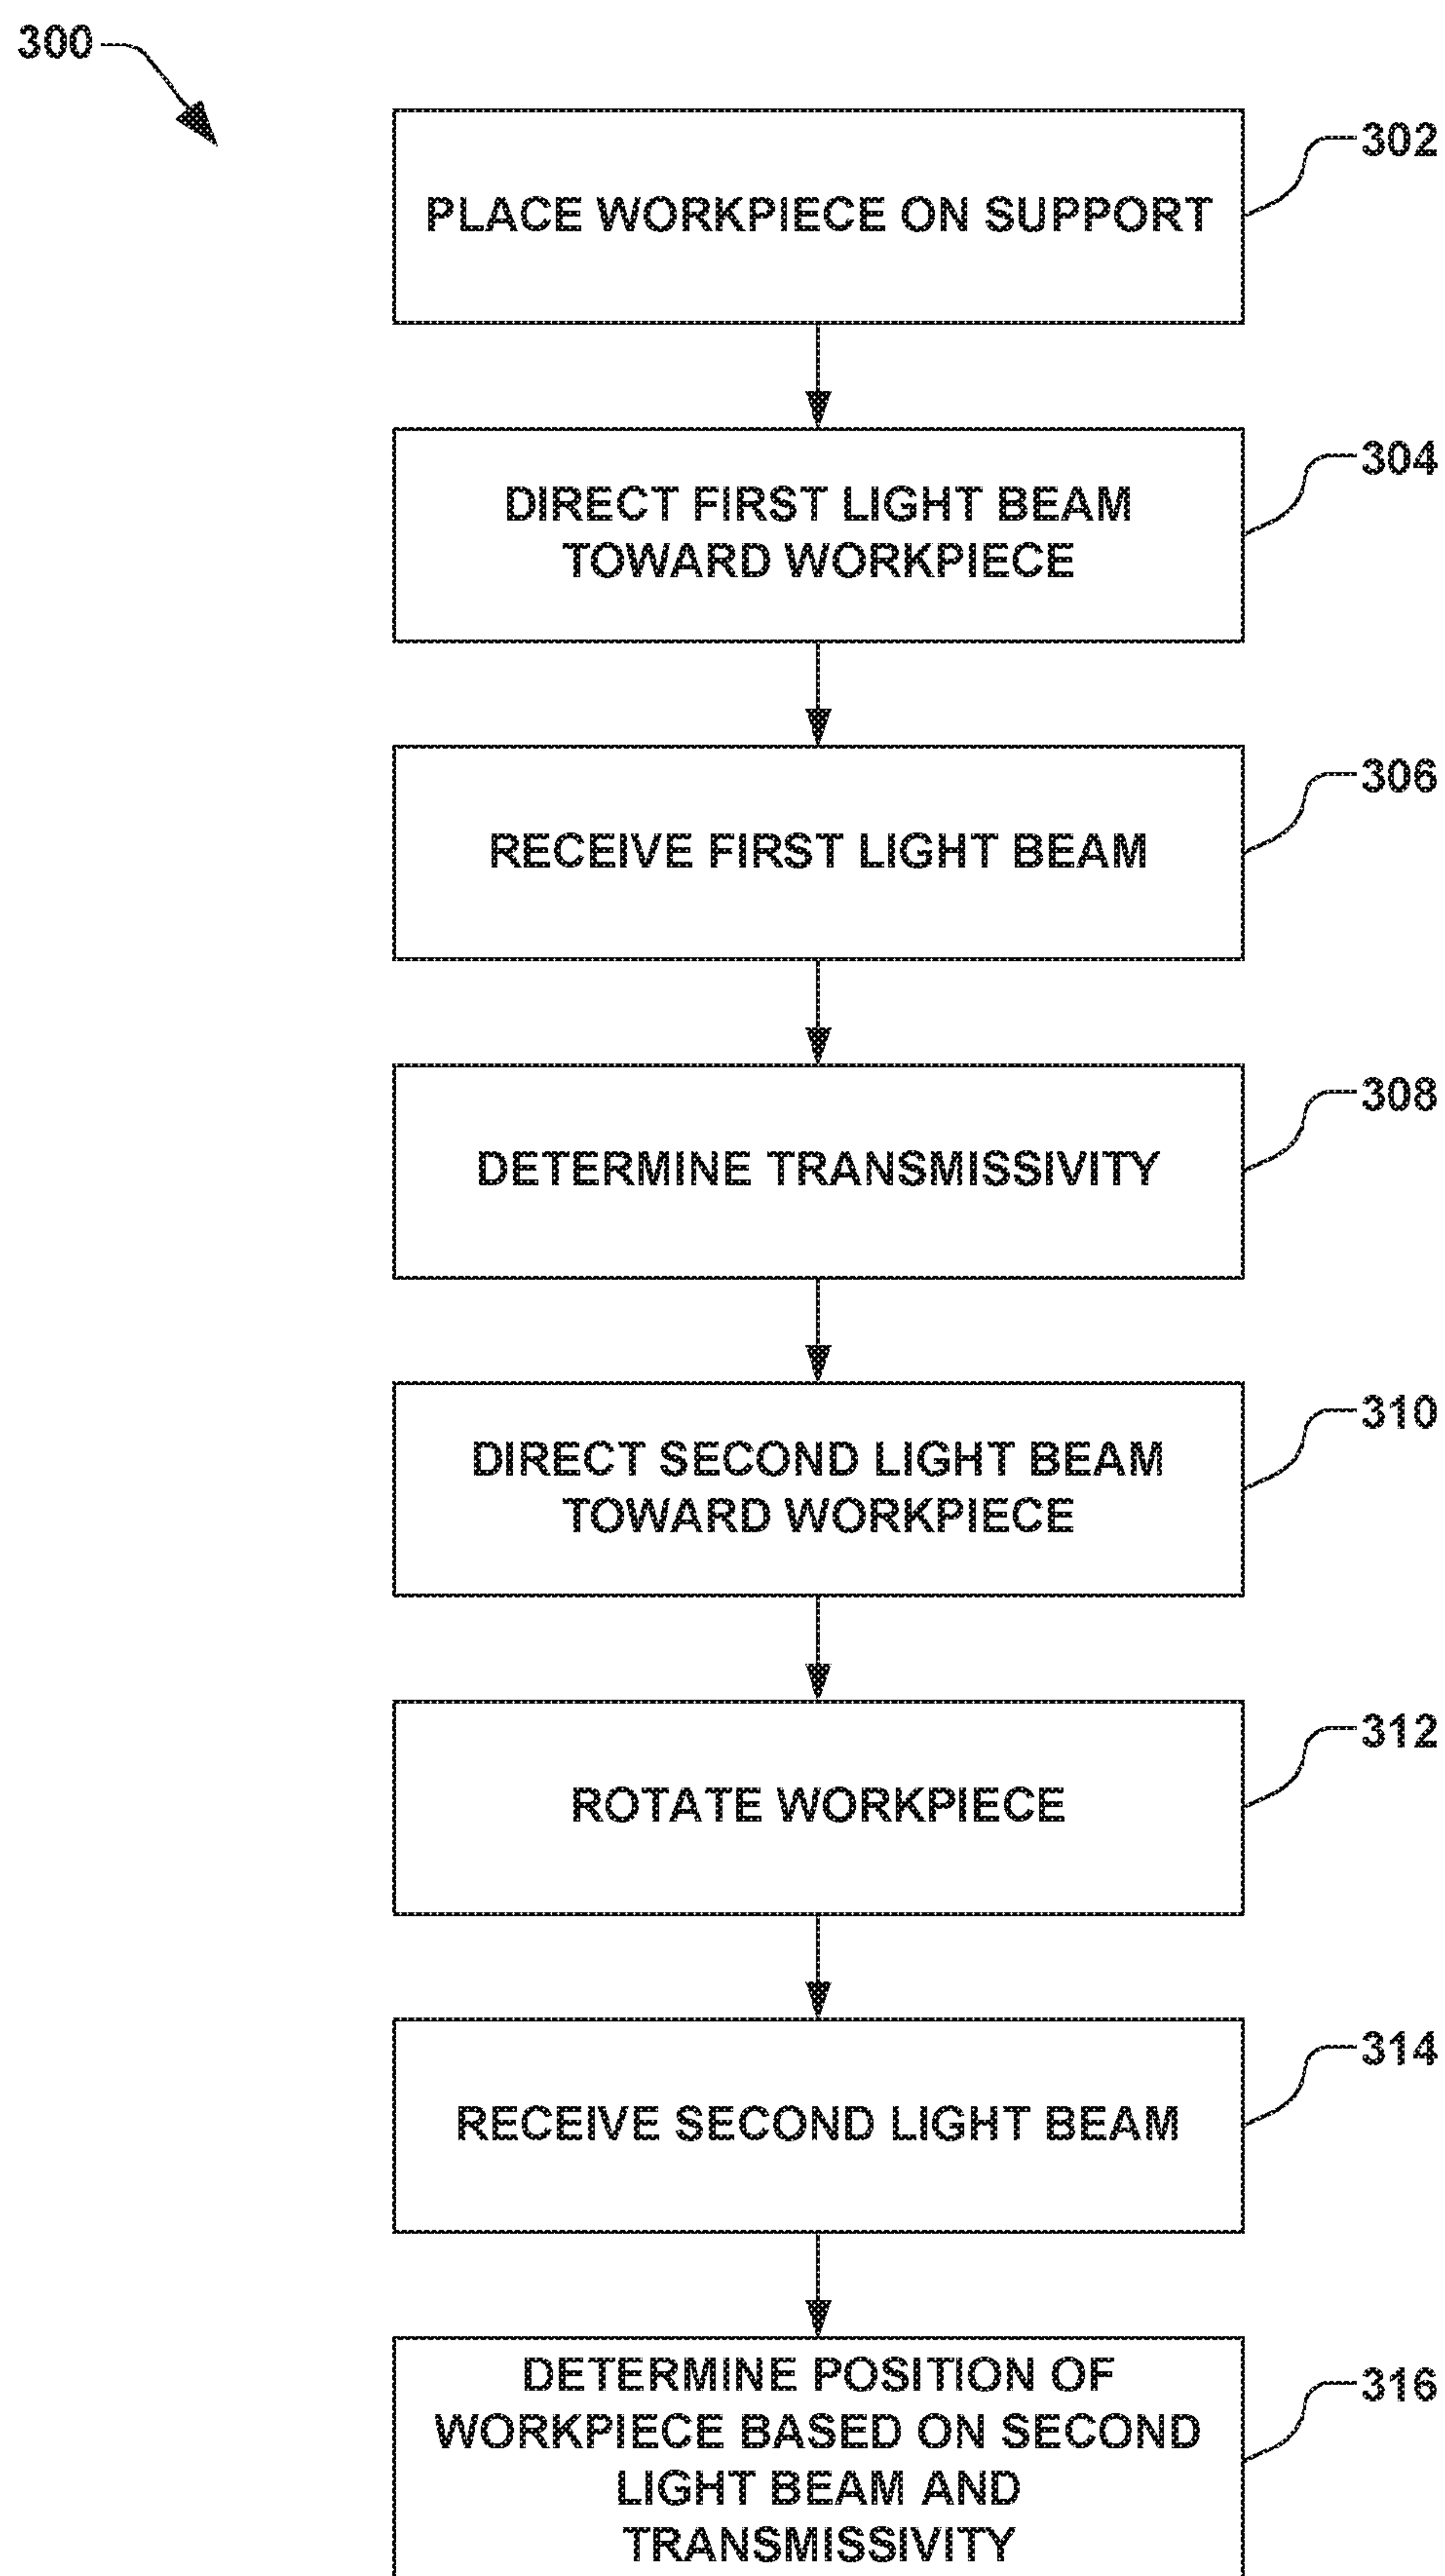 300
302
PLACE WORKPIECE ON SUPPORT
304
DIRECT FIRST LIGHT BEAM
TOWARD WORKPIECE
306
RECEIVE FIRST LIGHT BEAM
308
DETERMINE TRANSMISSIVITY
310
DIRECT SECOND LIGHT BEAM
TOWARD WORKPIECE
312
ROTATE WORKPIECE
314
RECEIVE SECOND LIGHT BEAM
316
DETERMINE POSITION OF
WORKPIECE BASED ON SECOND
LIGHT BEAM AND
TRANSMISSIVITY